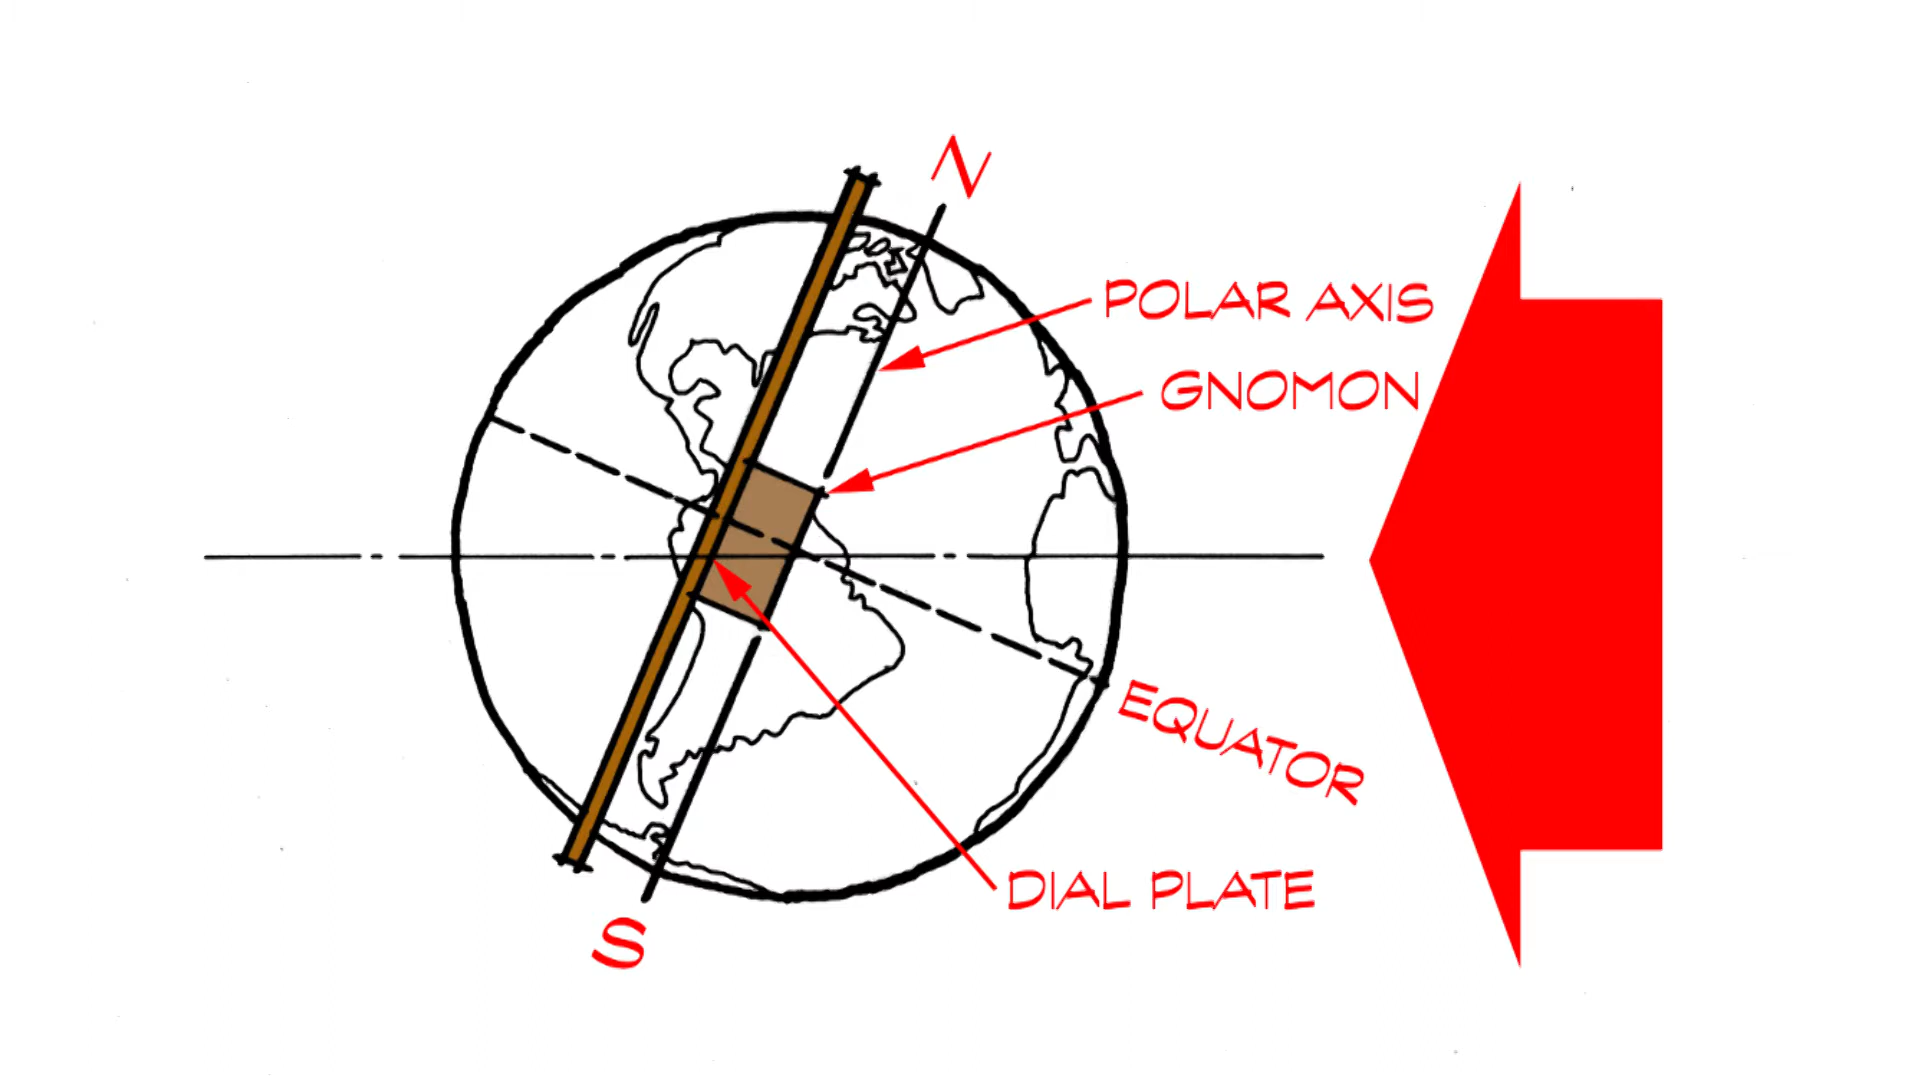 N
POLAR AXIS
GNOMON
EQUATOR
DIAL PLATE
S